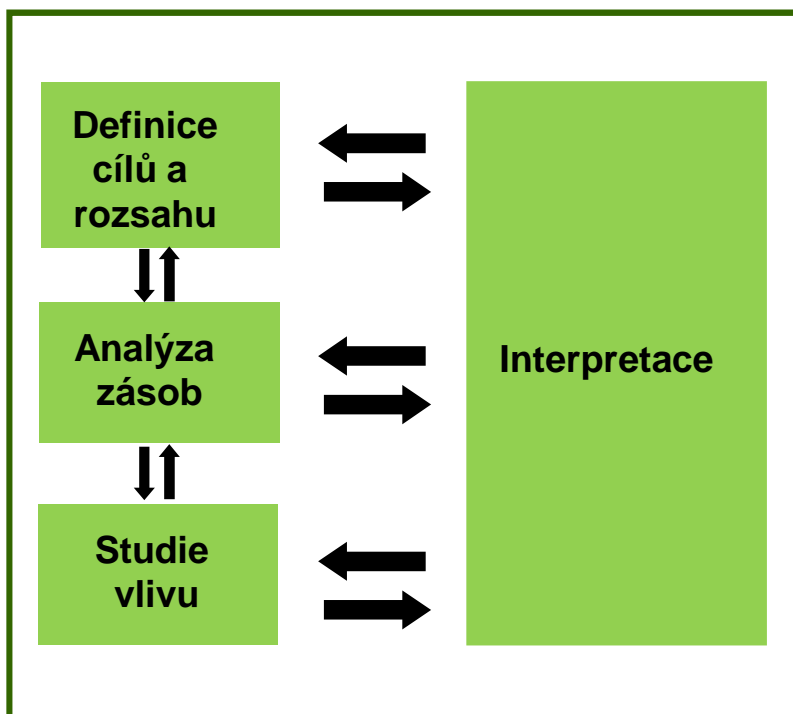 Definice
cílů a
rozsahu
Analýza
zásob
Interpretace
Studie
vlivu